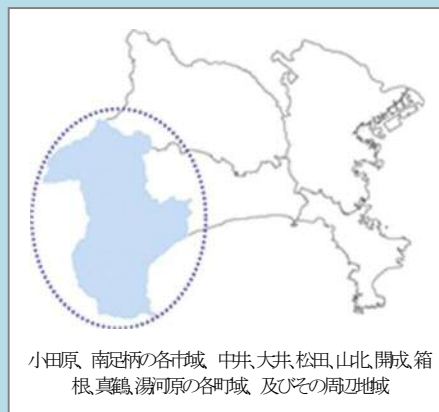 小田原、南足柄の各市域、中井、大井、松田、山北、開成、箱
根、真鶴、湯河原の各町域、及びその周辺地域